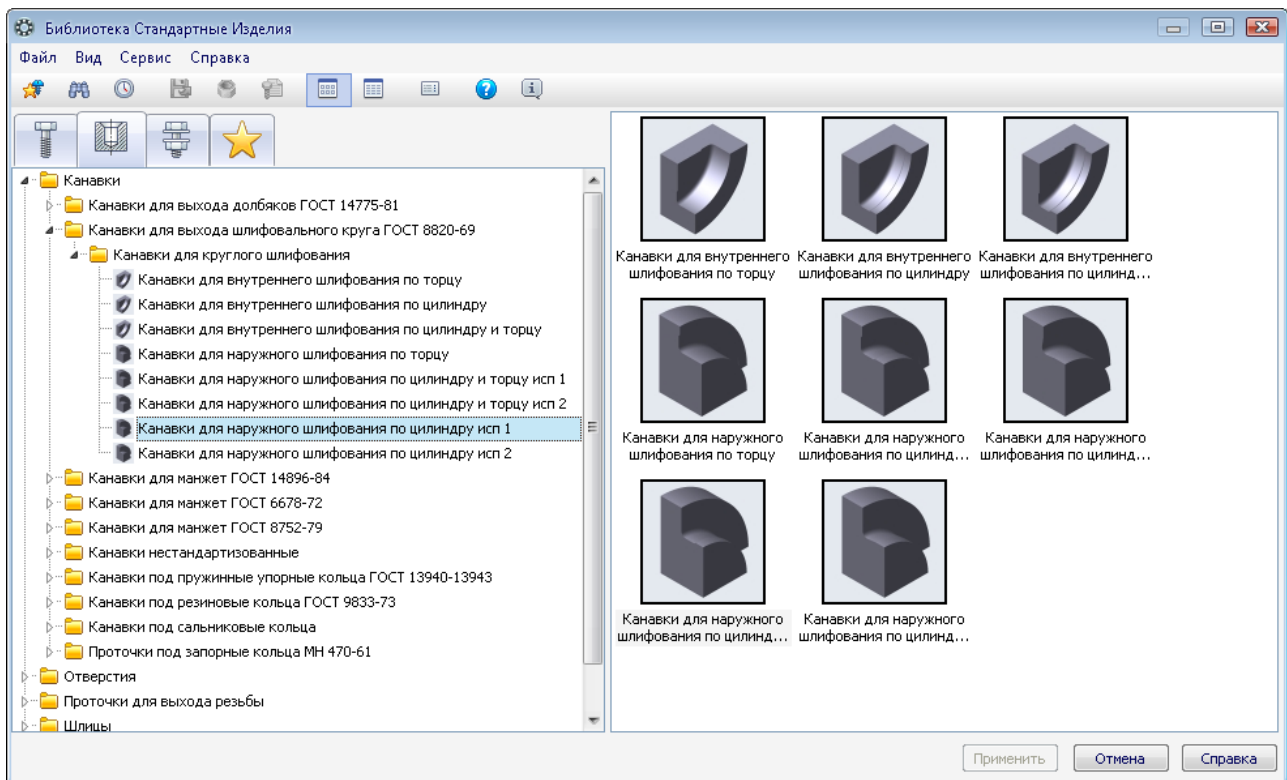 Библиотека Стандартные Изделия
Файл Вид Сервис Справка
Канавки
Канавки для выхода долбяков ГОСТ 14775-81
Канавки для выхода шлифовального круга ГОСТ 8820-69
Канавки для круглого шлифования
Канавки для внутреннего шлифования по торцу
Канавки для внутреннего шлифования по цилиндру
Канавки для внутреннего шлифования по цилиндру и торцу
Канавки для наружного шлифования по торцу
Канавки для наружного шлифования по цилиндру и торцу исп 1
Канавки для наружного шлифования по цилиндру и торцу исп 2
Канавки для наружного шлифования по цилиндру исп 1
Канавки для наружного шлифования по цилиндру исп 2
Канавки для манжет ГОСТ 14896-84
Канавки для манжет ГОСТ 6678-72
Канавки для манжет ГОСТ 8752-79
Канавки нестандартизованные
Канавки под пружинные упорные кольца ГОСТ 13940-13943
Канавки под резиновые кольца ГОСТ 9833-73
Канавки под сальниковые кольца
Проточки под запорные кольца МН 470-61
Отверстия
Проточки для выхода резьбы
Шлицы
Канавки для внутреннего
шлифования по торцу
Канавки для внутреннего
шлифования по цилиндру
Канавки для внутреннего
шлифования по цилинд...
Канавки для наружного
шлифования по торцу
Канавки для наружного
шлифования по цилинд...
Канавки для наружного
шлифования по цилинд...
Канавки для наружного
шлифования по цилинд...
Канавки для наружного
шлифования по цилинд...
Применить Отмена Справка